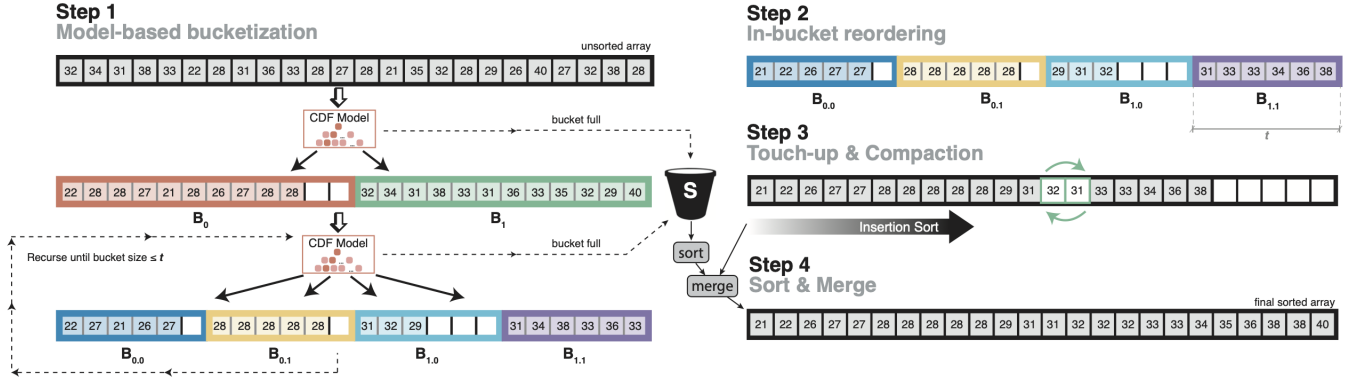 Step 1
Model-based bucketization
unsorted array
32 34 31 38 33 22 28 31 36 33 28 27 28 21 35 32 28 29 26 40 27 32 38 28
CDF Model
...
...
bucket full
22 28 28 27 21 28 26 27 28 28
32 34 31 38 33 31 36 33 35 32 29 40
B0
B1
CDF Model
...
...
bucket full
Recurse until bucket size ≤ t
22 27 21 26 27
28 28 28 28 28
31 32 29
31 34 38 33 36 33
B0.0
B0.1
B1.0
B1.1
S
sort
merge
Step 2
In-bucket reordering
21 22 26 27 27
28 28 28 28 28
29 31 32
31 33 33 34 36 38
B0.0
B0.1
B1.0
B1.1
t
Step 3
Touch-up & Compaction
21 22 26 27 27 28 28 28 28 28 29 31 32 31 33 33 34 36 38
Insertion Sort
Step 4
Sort & Merge
final sorted array
21 22 26 27 27 28 28 28 28 28 28 29 31 31 32 32 32 33 33 34 35 36 38 38 40